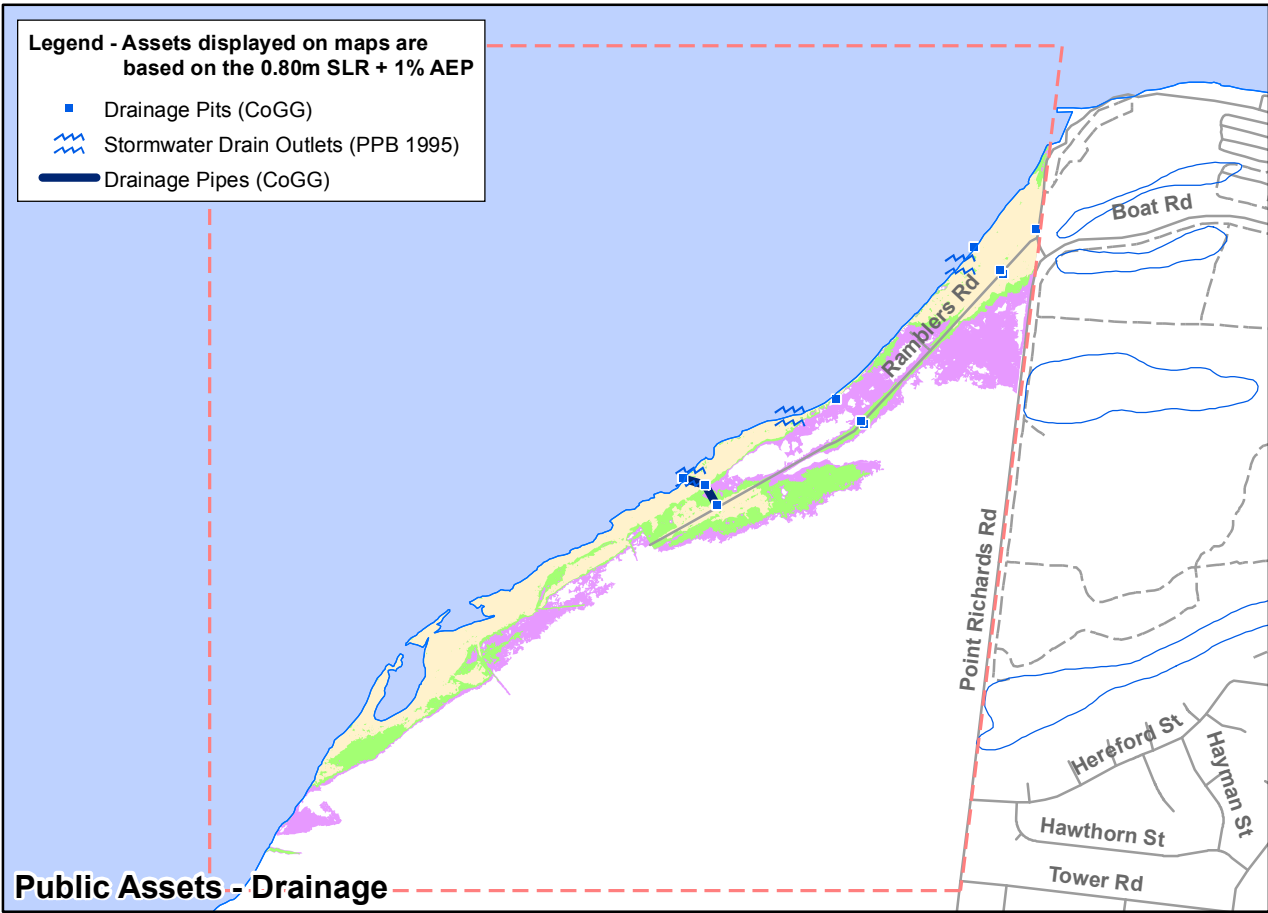 Legend - Assets displayed on maps are
based on the 0.80m SLR + 1% AEP
Drainage Pits (CoGG)
Stormwater Drain Outlets (PPB 1995)
Drainage Pipes (CoGG)
Boat Rd
Ramblers Rd
Point Richards Rd
Hereford St
Hayman St
Hawthorn St
Tower Rd
Public Assets - Drainage